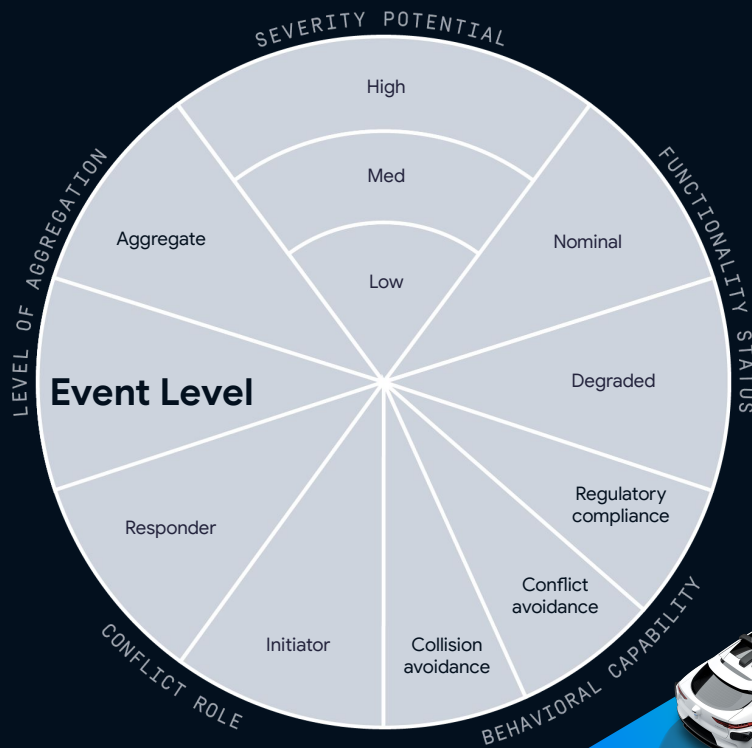 SEVERITY POTENTIAL
High
Med
Low
LEVEL OF AGGREGATION
Aggregate
Event Level
FUNCTIONALITY STATUS
Nominal
Degraded
Regulatory
compliance
Conflict
avoidance
Collision
avoidance
BEHAVIORAL CAPABILITY
Responder
Initiator
CONFLICT ROLE